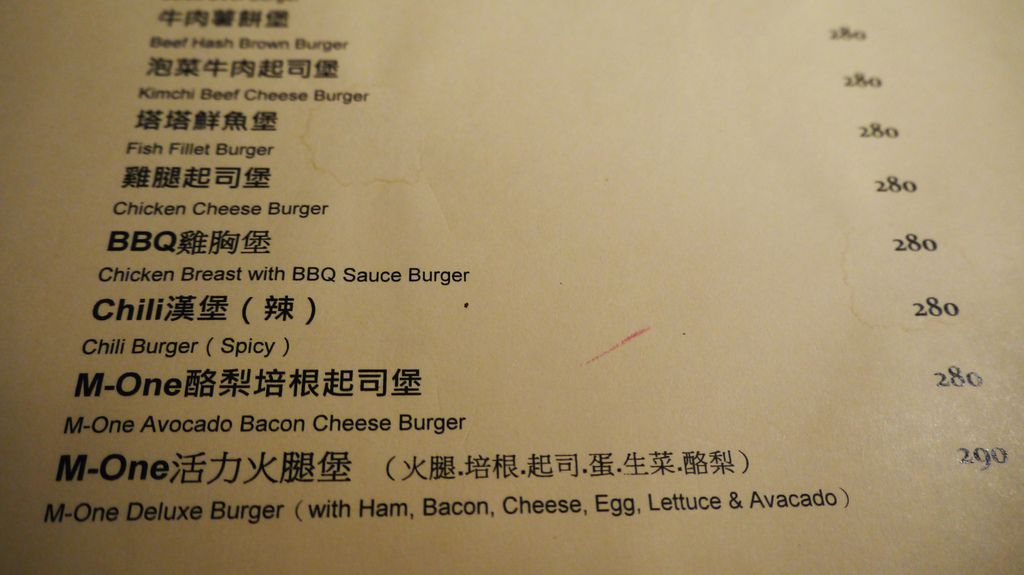 牛肉薯餅堡 280
Beef Hash Brown Burger
泡菜牛肉起司堡 280
Kimchi Beef Cheese Burger
塔塔鮮魚堡 280
Fish Fillet Burger
雞腿起司堡 280
Chicken Cheese Burger
BBQ雞胸堡 280
Chicken Breast with BBQ Sauce Burger
Chili漢堡（辣） 280
Chili Burger ( Spicy )
M-One酪梨培根起司堡 280
M-One Avocado Bacon Cheese Burger
M-One活力火腿堡 （火腿.培根.起司.蛋.生菜.酪梨） 290
M-One Deluxe Burger（with Ham, Bacon, Cheese, Egg, Lettuce & Avacado）